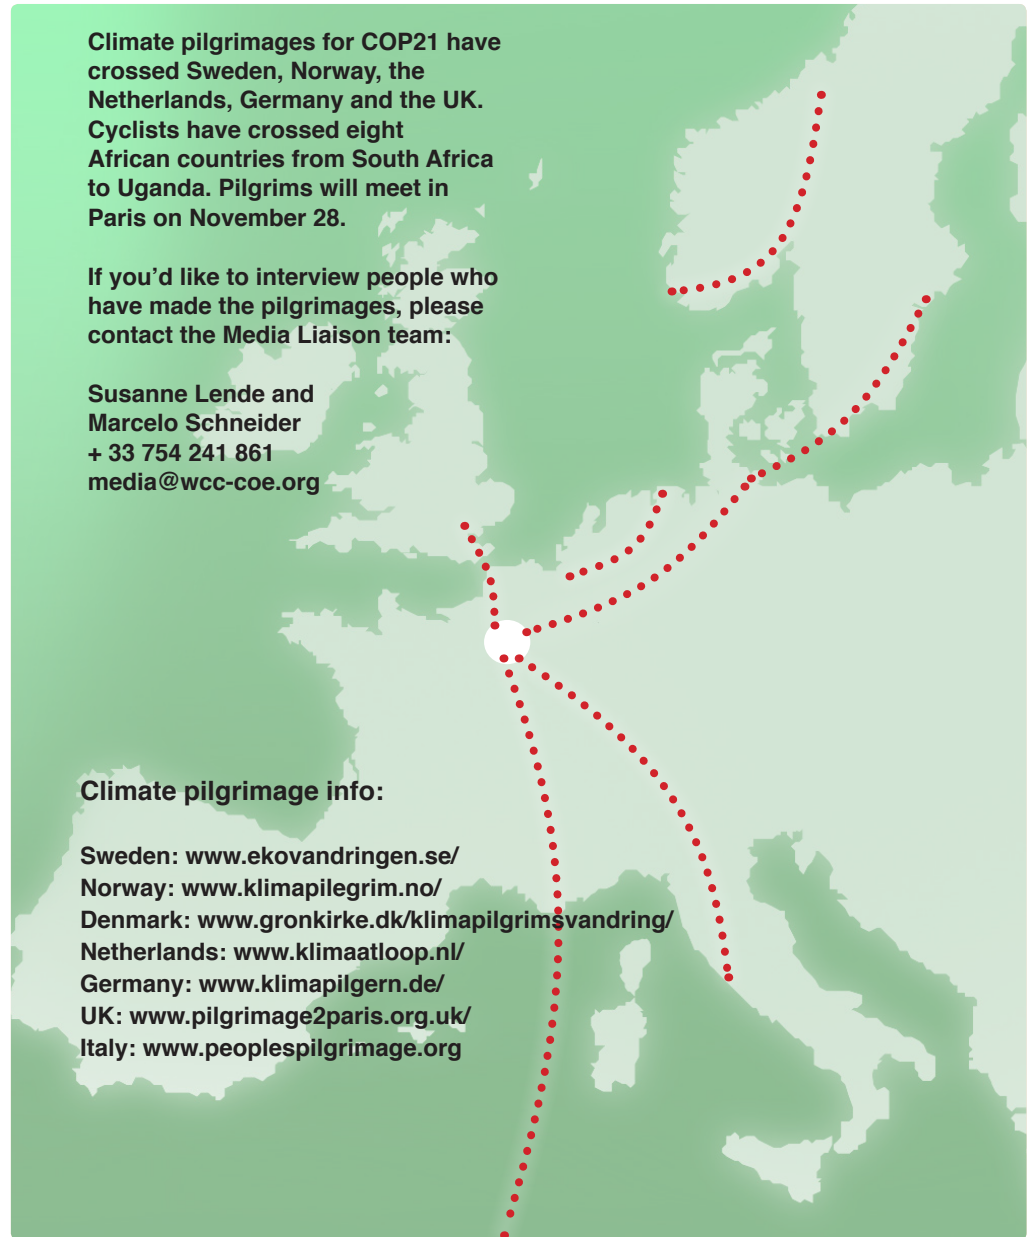 Climate pilgrimages for COP21 have
crossed Sweden, Norway, the
Netherlands, Germany and the UK.
Cyclists have crossed eight
African countries from South Africa
to Uganda. Pilgrims will meet in
Paris on November 28.
If you’d like to interview people who
have made the pilgrimages, please
contact the Media Liaison team:
Susanne Lende and
Marcelo Schneider
+ 33 754 241 861
media@wcc-coe.org
Climate pilgrimage info:
Sweden: www.ekovandringen.se/
Norway: www.klimapilegrim.no/
Denmark: www.gronkirke.dk/klimapilgrimsvandring/
Netherlands: www.klimaatloop.nl/
Germany: www.klimapilgern.de/
UK: www.pilgrimage2paris.org.uk/
Italy: www.peoplespilgrimage.org